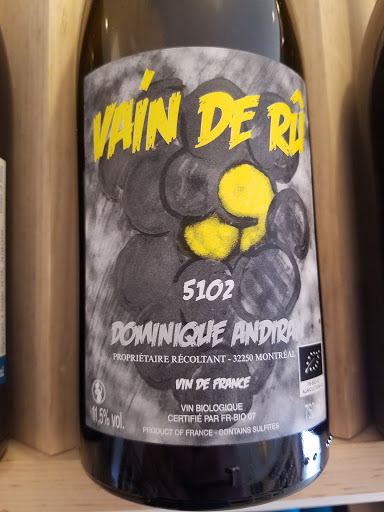 VAÍN DE RÛ
5102
DOMINIQUE ANDIRAN
PROPRIÉTAIRE RÉCOLTANT - 32250 MONTRÉAL
VIN DE FRANCE
11,5% vol.
VIN BIOLOGIQUE
CERTIFIÉ PAR FR-BIO 07
PRODUCT OF FRANCE - CONTAINS SULFITES